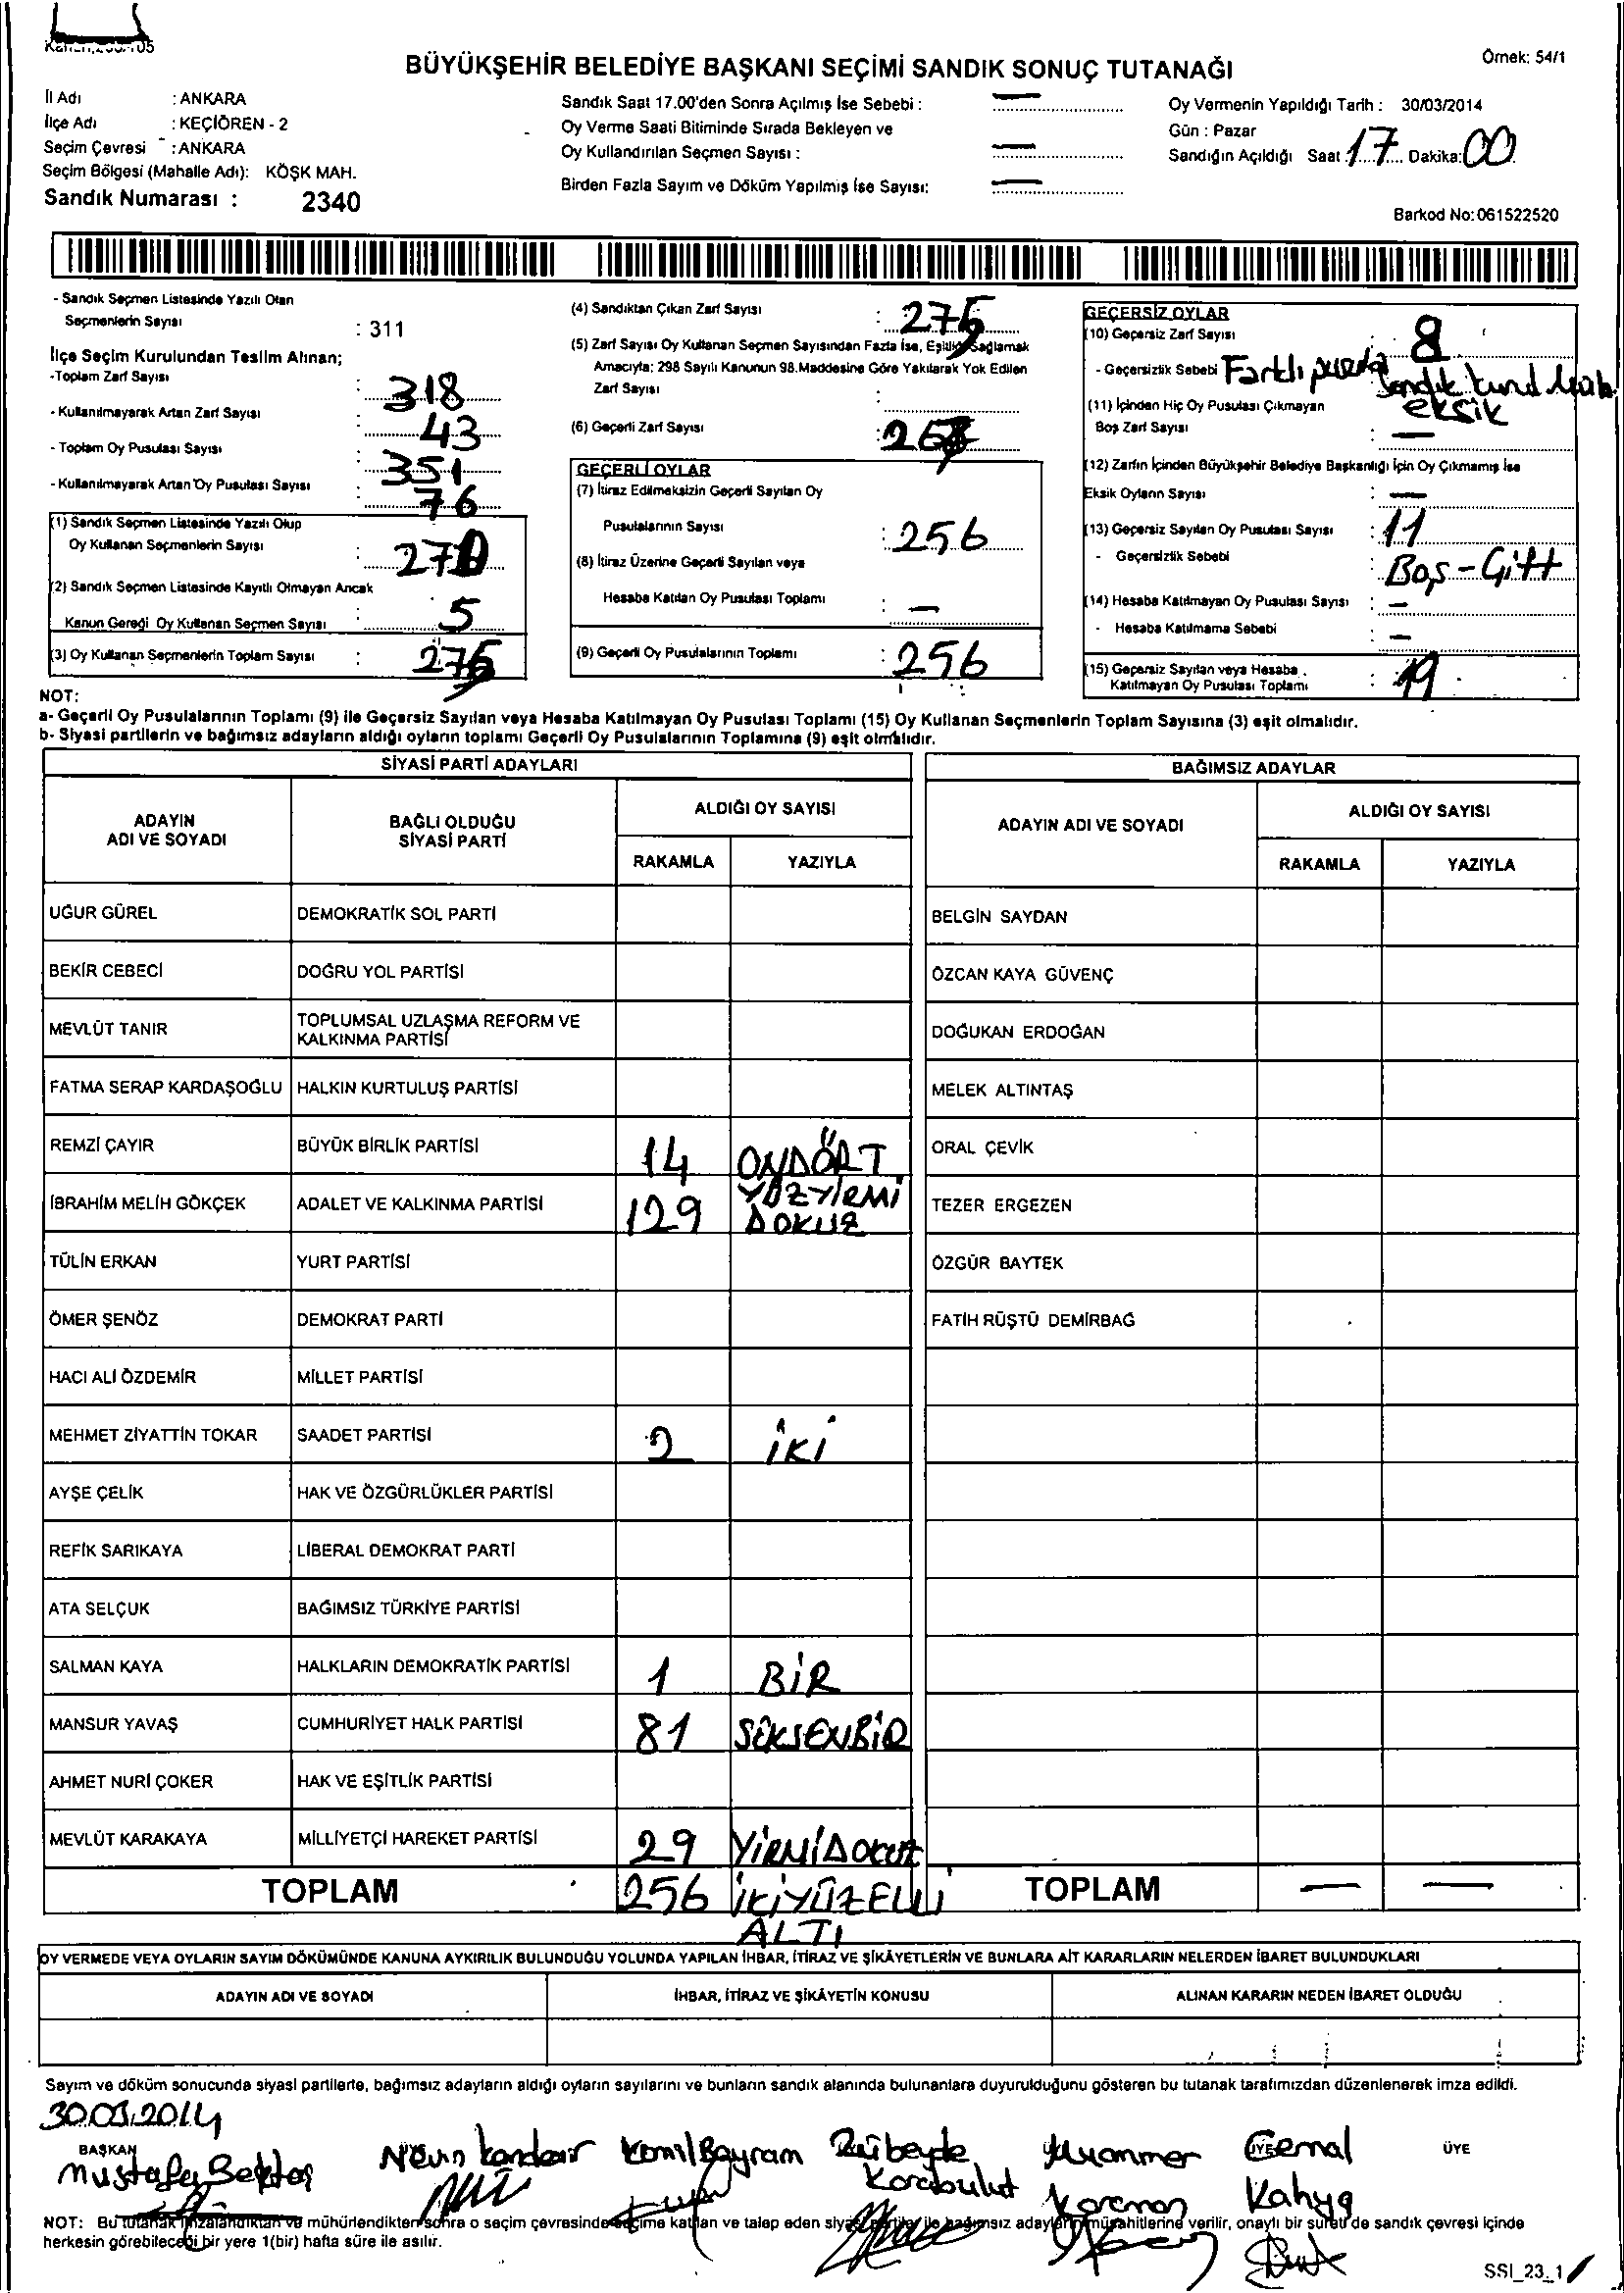 BÜYÜKŞEHİR BELEDİYE BAŞKANI SEÇİMİ SANDIK SONUÇ TUTANAĞI
Örnek: 54/1
İl Adı : ANKARA
İlçe Adı : KEÇİÖREN - 2
Seçim Çevresi : ANKARA
Seçim Bölgesi (Mahalle Adı): KÖŞK MAH.
Sandık Numarası : 2340
Sandık Saat 17.00'den Sonra Açılmış İse Sebebi : —
Oy Verme Saati Bitiminde Sırada Bekleyen ve
Oy Kullandırılan Seçmen Sayısı : —
Birden Fazla Sayım ve Döküm Yapılmış İse Sayısı: —
Oy Vermenin Yapıldığı Tarih : 30/03/2014
Gün : Pazar
Sandığın Açıldığı Saat: 17 Dakika: 00
Barkod No: 061522520
- Sandık Seçmen Listesinde Yazılı Olan
Seçmenlerin Sayısı : 311
İlçe Seçim Kurulundan Teslim Alınan;
-Toplam Zarf Sayısı : 318
- Kullanılmayarak Artan Zarf Sayısı : 43
- Toplam Oy Pusulası Sayısı : 351
- Kullanılmayarak Artan Oy Pusulası Sayısı : 76
(1) Sandık Seçmen Listesinde Yazılı Olup
Oy Kullanan Seçmenlerin Sayısı : 270
(2) Sandık Seçmen Listesinde Kayıtlı Olmayan Ancak
Kanun Gereği Oy Kullanan Seçmen Sayısı : 5
(3) Oy Kullanan Seçmenlerin Toplam Sayısı : 275
(4) Sandıktan Çıkan Zarf Sayısı : 275
(5) Zarf Sayısı Oy Kullanan Seçmen Sayısından Fazla İse, Eşitliği Sağlamak
Amacıyla; 298 Sayılı Kanunun 98.Maddesine Göre Yakılarak Yok Edilen
Zarf Sayısı :
(6) Geçerli Zarf Sayısı :
GEÇERLİ OYLAR
(7) İtiraz Edilmeksizin Geçerli Sayılan Oy
Pusulalarının Sayısı : 256
(8) İtiraz Üzerine Geçerli Sayılan veya
Hesaba Katılan Oy Pusulası Toplamı : —
(9) Geçerli Oy Pusulalarının Toplamı : 256
GEÇERSİZ OYLAR
(10) Geçersiz Zarf Sayısı : 8
- Geçersizlik Sebebi Farklı pusula Sandık kurul
eksik
(11) İçinden Hiç Oy Pusulası Çıkmayan
Boş Zarf Sayısı : —
(12) Zarfın İçinden Büyükşehir Belediye Başkanlığı İçin Oy Çıkmamış İse
Eksik Oyların Sayısı : —
(13) Geçersiz Sayılan Oy Pusulası Sayısı : 11
- Geçersizlik Sebebi : Boş - Çift
(14) Hesaba Katılmayan Oy Pusulası Sayısı : —
- Hesaba Katılmama Sebebi : —
(15) Geçersiz Sayılan veya Hesaba
Katılmayan Oy Pusulası Toplamı : 19
NOT:
a- Geçerli Oy Pusulalarının Toplamı (9) ile Geçersiz Sayılan veya Hesaba Katılmayan Oy Pusulası Toplamı (15) Oy Kullanan Seçmenlerin Toplam Sayısına (3) eşit olmalıdır.
b- Siyasi partilerin ve bağımsız adayların aldığı oyların toplamı Geçerli Oy Pusulalarının Toplamına (9) eşit olmalıdır.
SİYASİ PARTİ ADAYLARI
ADAYIN ADI VE SOYADI
BAĞLI OLDUĞU SİYASİ PARTİ
ALDIĞI OY SAYISI
RAKAMLA YAZIYLA
UĞUR GÜREL DEMOKRATİK SOL PARTİ
BEKİR CEBECİ DOĞRU YOL PARTİSİ
MEVLÜT TANIR TOPLUMSAL UZLAŞMA REFORM VE KALKINMA PARTİSİ
FATMA SERAP KARDAŞOĞLU HALKIN KURTULUŞ PARTİSİ
REMZİ ÇAYIR BÜYÜK BİRLİK PARTİSİ 14 ONDÖRT
İBRAHİM MELİH GÖKÇEK ADALET VE KALKINMA PARTİSİ 129 YÜZYİRMİ DOKUZ
TÜLİN ERKAN YURT PARTİSİ
ÖMER ŞENÖZ DEMOKRAT PARTİ
HACI ALİ ÖZDEMİR MİLLET PARTİSİ
MEHMET ZİYATTİN TOKAR SAADET PARTİSİ 2 İKİ
AYŞE ÇELİK HAK VE ÖZGÜRLÜKLER PARTİSİ
REFİK SARIKAYA LİBERAL DEMOKRAT PARTİ
ATA SELÇUK BAĞIMSIZ TÜRKİYE PARTİSİ
SALMAN KAYA HALKLARIN DEMOKRATİK PARTİSİ 1 BİR
MANSUR YAVAŞ CUMHURİYET HALK PARTİSİ 81 SEKSENBİR
AHMET NURİ ÇOKER HAK VE EŞİTLİK PARTİSİ
MEVLÜT KARAKAYA MİLLİYETÇİ HAREKET PARTİSİ 29 YİRMİDOKUZ
TOPLAM 256 İKİYÜZELLİ ALTI
BAĞIMSIZ ADAYLAR
ADAYIN ADI VE SOYADI
ALDIĞI OY SAYISI
RAKAMLA YAZIYLA
BELGİN SAYDAN
ÖZCAN KAYA GÜVENÇ
DOĞUKAN ERDOĞAN
MELEK ALTINTAŞ
ORAL ÇEVİK
TEZER ERGEZEN
ÖZGÜR BAYTEK
FATİH RÜŞTÜ DEMİRBAĞ
TOPLAM — —
OY VERMEDE VEYA OYLARIN SAYIM DÖKÜMÜNDE KANUNA AYKIRILIK BULUNDUĞU YOLUNDA YAPILAN İHBAR, İTİRAZ VE ŞİKÂYETLERİN VE BUNLARA AİT KARARLARIN NELERDEN İBARET BULUNDUKLARI
ADAYIN ADI VE SOYADI İHBAR, İTİRAZ VE ŞİKÂYETİN KONUSU ALINAN KARARIN NEDEN İBARET OLDUĞU
Sayım ve döküm sonucunda siyasi partilerle, bağımsız adayların aldığı oyların sayılarını ve bunların sandık alanında bulunanlara duyurulduğunu gösteren bu tutanak tarafımızdan düzenlenerek imza edildi.
30.03.2014
BAŞKAN ÜYE ÜYE
Mustafa Bektaş Nevin Kandemir Kamil Bayram Zübeyde Karabulut Muammer Karaman Cemal Kahya
NOT: Bu tutanak imzalandıktan ve mühürlendikten sonra o seçim çevresinde seçime katılan ve talep eden siyasi partiler ile bağımsız adayların müşahitlerine verilir, onaylı bir sureti de sandık çevresi içinde
herkesin görebileceği bir yere 1(bir) hafta süre ile asılır.
SSI_23_1